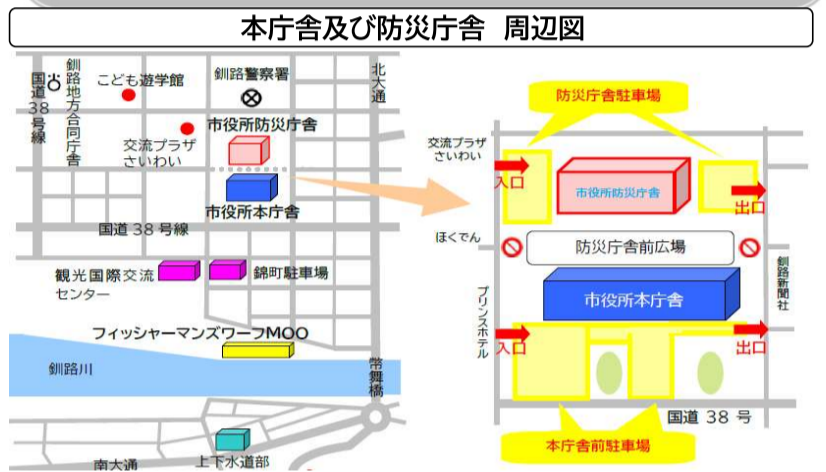 本庁舎及び防災庁舎 周辺図
国道38号線
釧路地方合同庁舎
こども遊学館
釧路警察署
北大通
市役所防災庁舎
交流プラザ
さいわい
市役所本庁舎
国道38号線
観光国際交流
センター
錦町駐車場
フィッシャーマンズワーフMOO
釧路川
幣舞橋
南大通
上下水道部
防災庁舎駐車場
交流プラザ
さいわい
入口
市役所防災庁舎
出口
ほくでん
防災庁舎前広場
釧路新聞社
市役所本庁舎
プリンスホテル
入口
出口
国道38号
本庁舎前駐車場